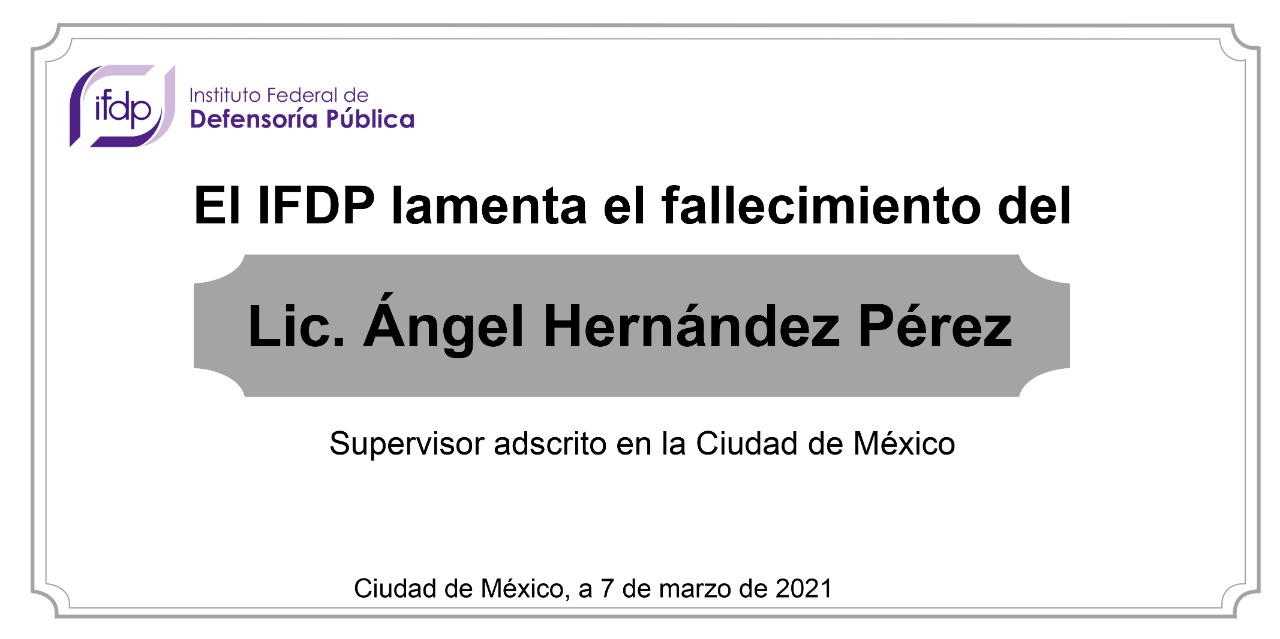 ifdp
Instituto Federal de
Defensoría Pública
El IFDP lamenta el fallecimiento del
Lic. Ángel Hernández Pérez
Supervisor adscrito en la Ciudad de México
Ciudad de México, a 7 de marzo de 2021